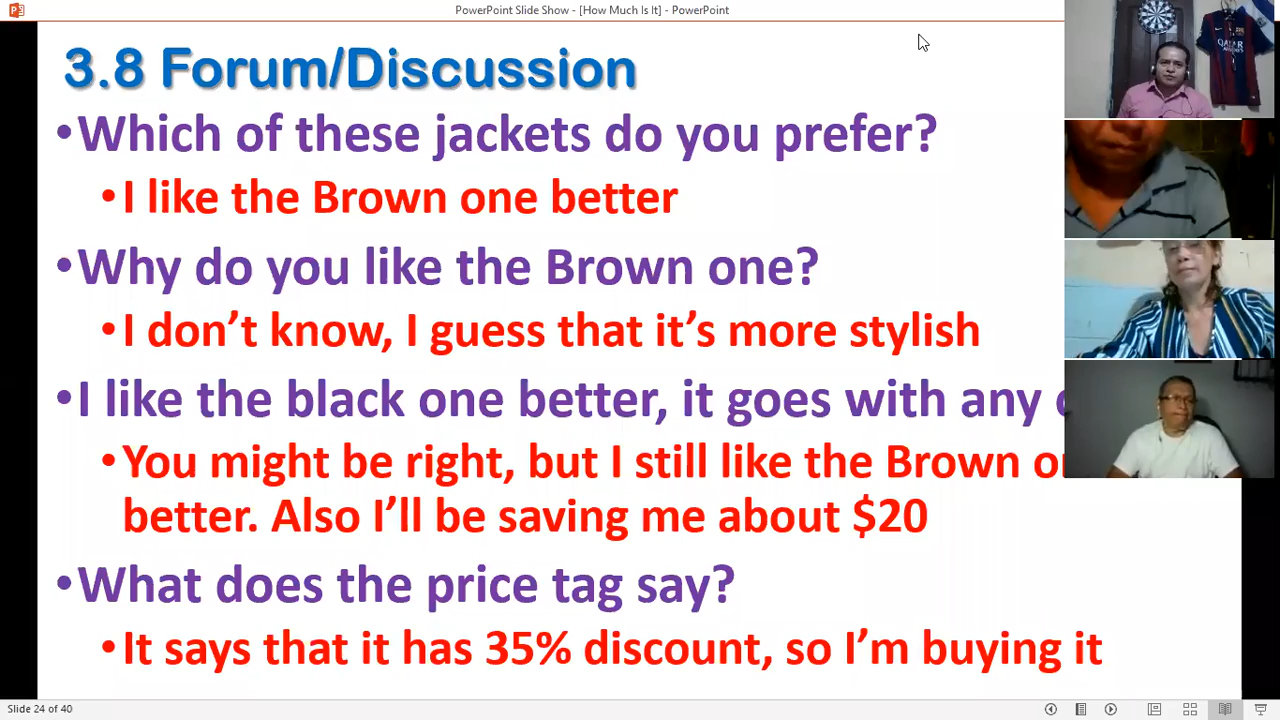 PowerPoint Slide Show - [How Much Is It] - PowerPoint
3.8 Forum/Discussion
•Which of these jackets do you prefer?
•I like the Brown one better
•Why do you like the Brown one?
•I don't know, I guess that it's more stylish
•I like the black one better, it goes with any
•You might be right, but I still like the Brown
better. Also I'll be saving me about $20
•What does the price tag say?
•It says that it has 35% discount, so I'm buying it
QATAR
Slide 24 of 40